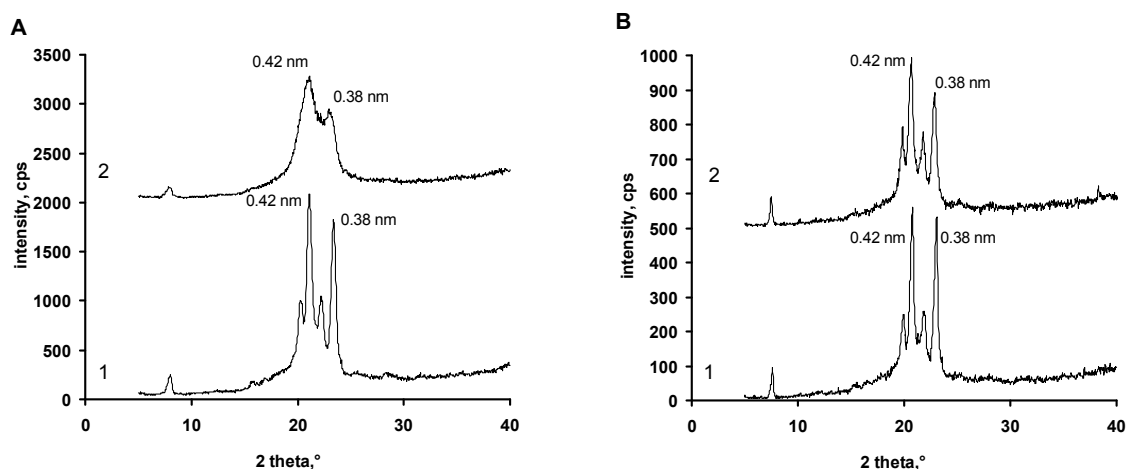 A
3500
3000
2500
2000
1500
1000
500
0
intensity, cps
0.42 nm
0.38 nm
2
0.42 nm
0.38 nm
1
0 10 20 30 40
2 theta,°
B
1000
900
800
700
600
500
400
300
200
100
0
intensity, cps
0.42 nm
0.38 nm
2
0.42 nm
0.38 nm
1
0 10 20 30 40
2 theta,°